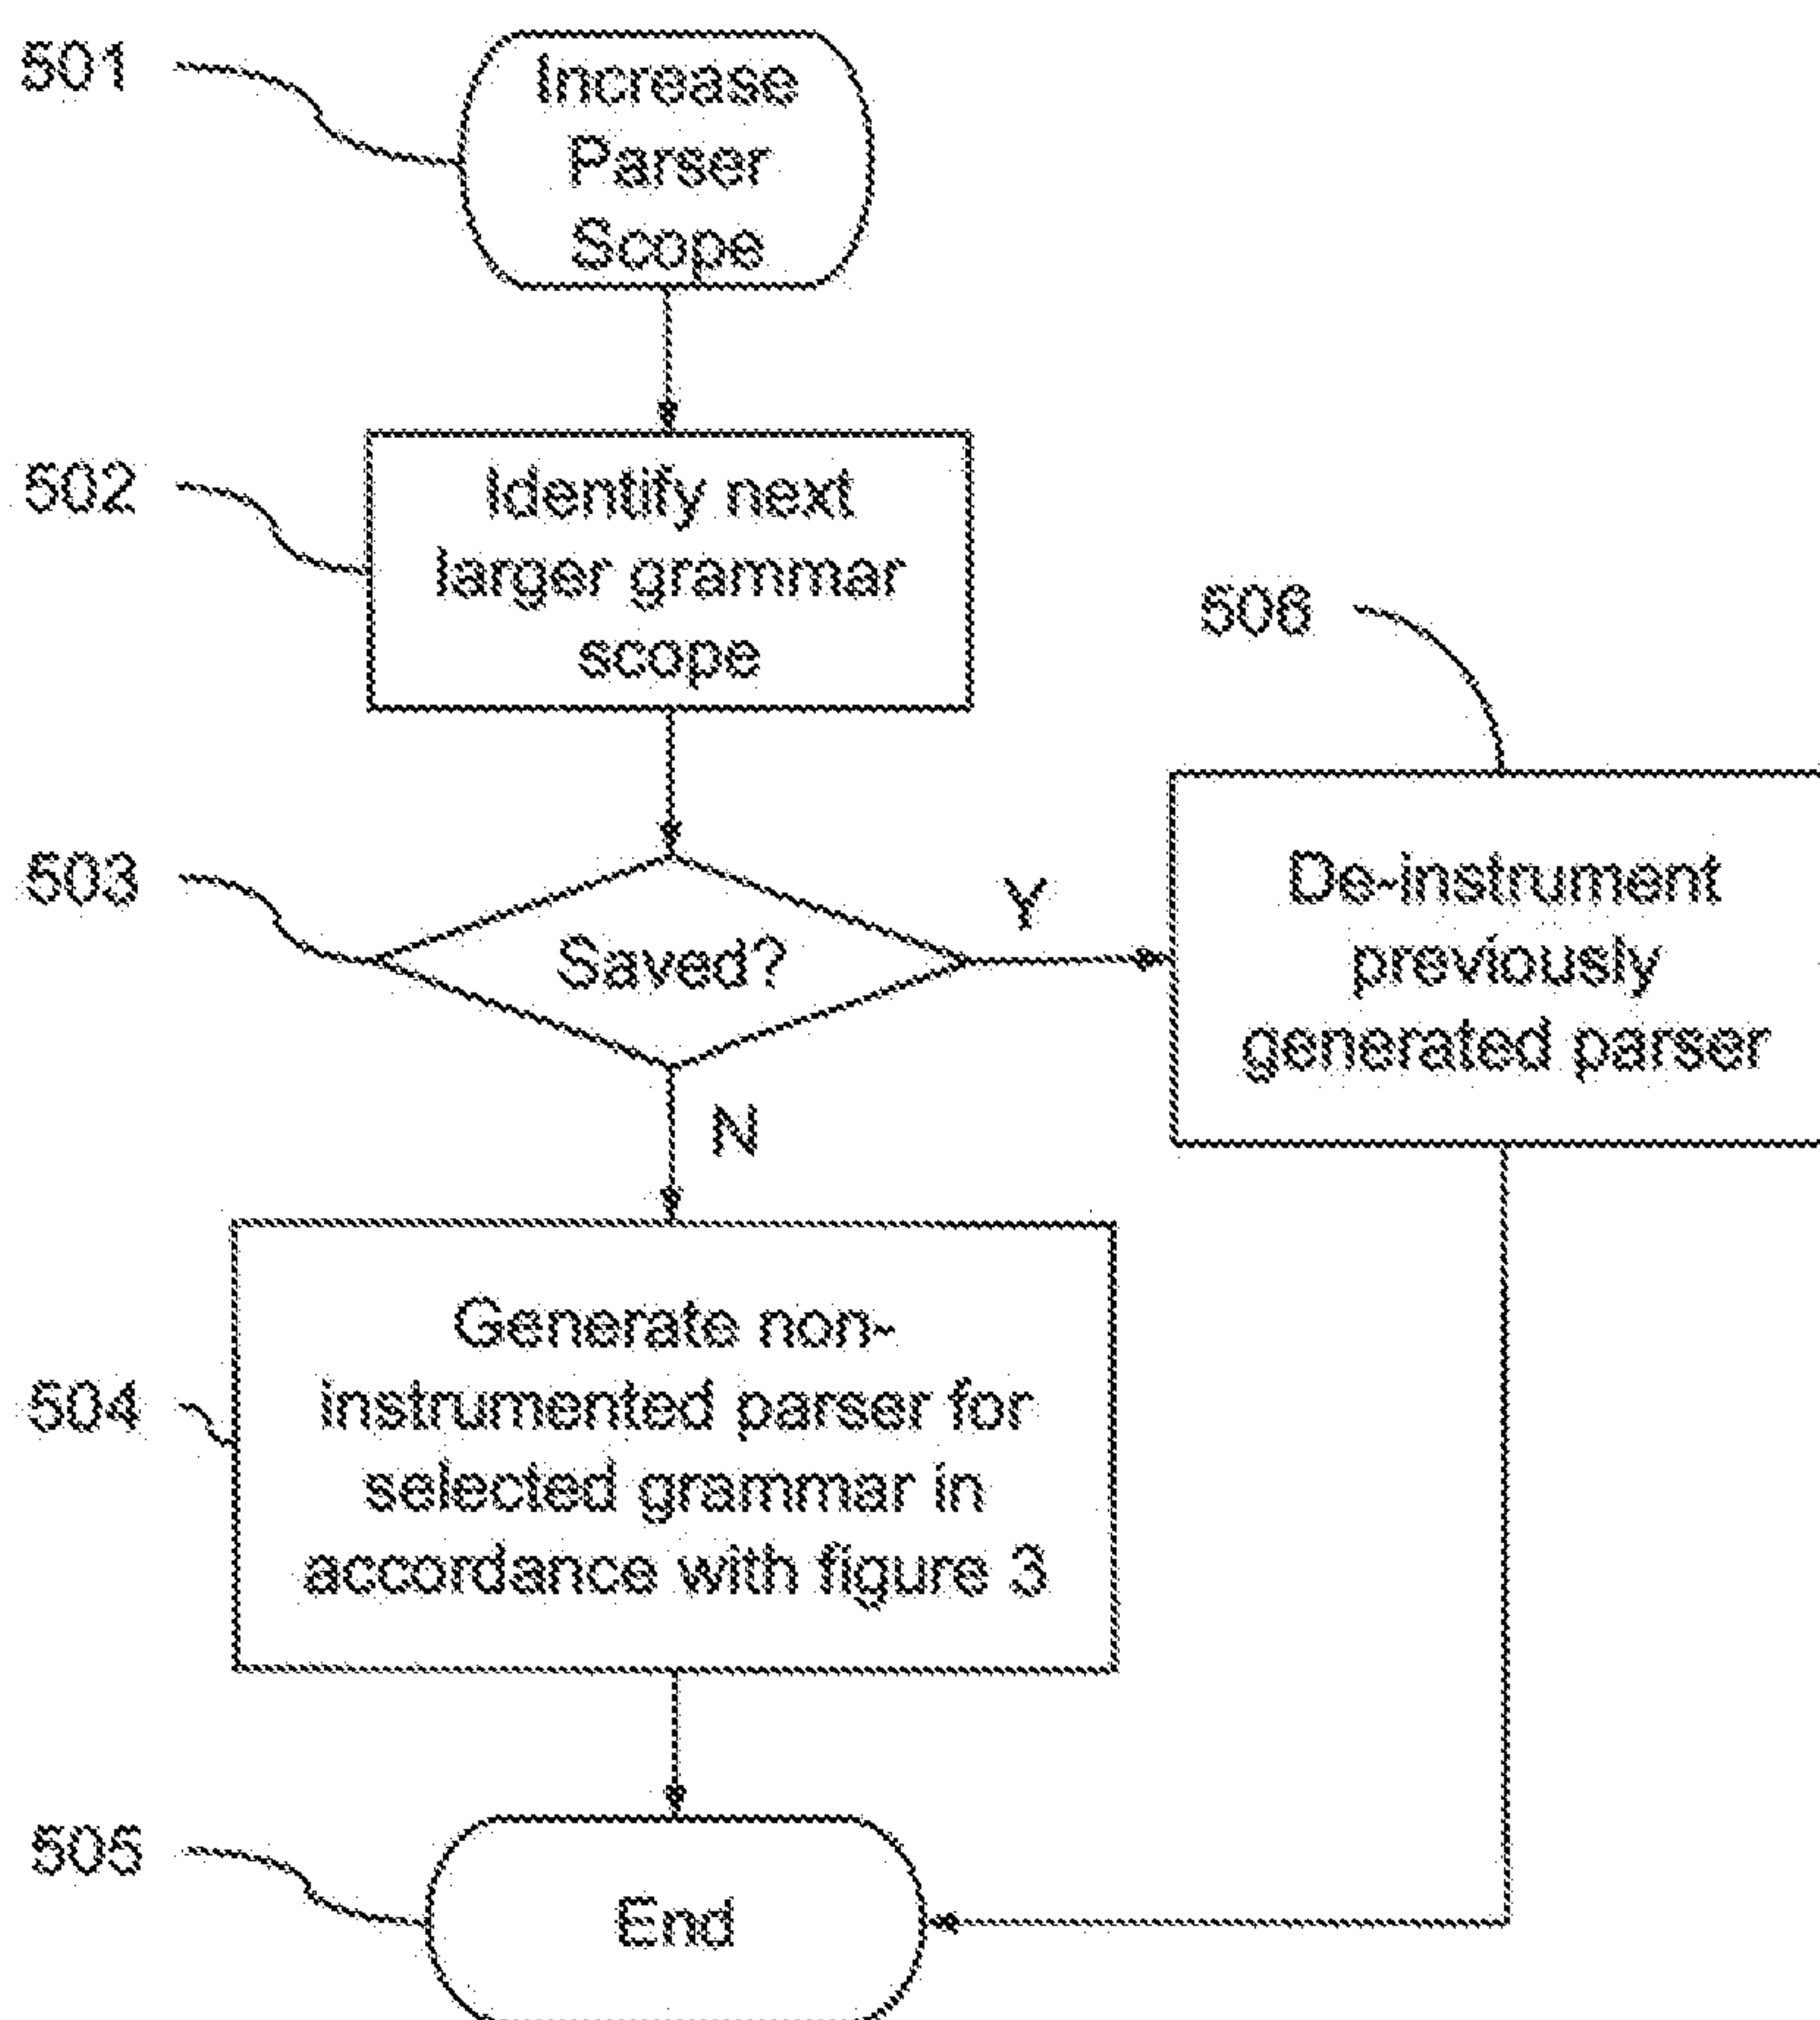 501
Increase
Parser
Scope
502
Identify next
larger grammar
scope
503
Saved?
Y
N
506
De-instrument
previously
generated parser
504
Generate non-
instrumented parser for
selected grammar in
accordance with figure 3
505
End